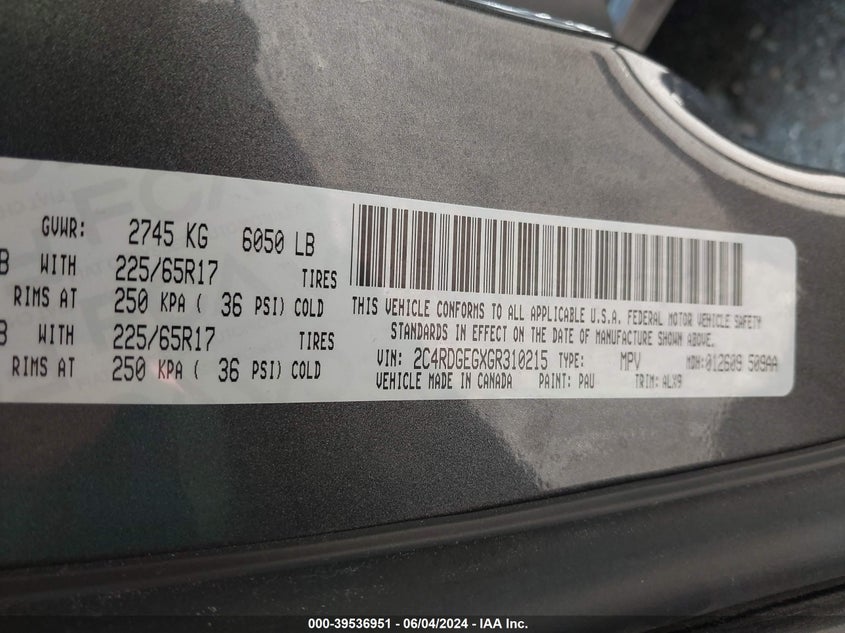 GVWR: 2745 KG 6050 LB
B WITH 225/65R17 TIRES
RIMS AT 250 KPA ( 36 PSI) COLD
B WITH 225/65R17 TIRES
RIMS AT 250 KPA ( 36 PSI) COLD
THIS VEHICLE CONFORMS TO ALL APPLICABLE U.S.A. FEDERAL MOTOR VEHICLE SAFETY
STANDARDS IN EFFECT ON THE DATE OF MANUFACTURE SHOWN ABOVE.
VIN: 2C4RDGEGXGR310215 TYPE: MPV MDH: 012609 509AA
VEHICLE MADE IN CANADA PAINT: PAU TRIM: ALX9
000-39536951 - 06/04/2024 - IAA Inc.